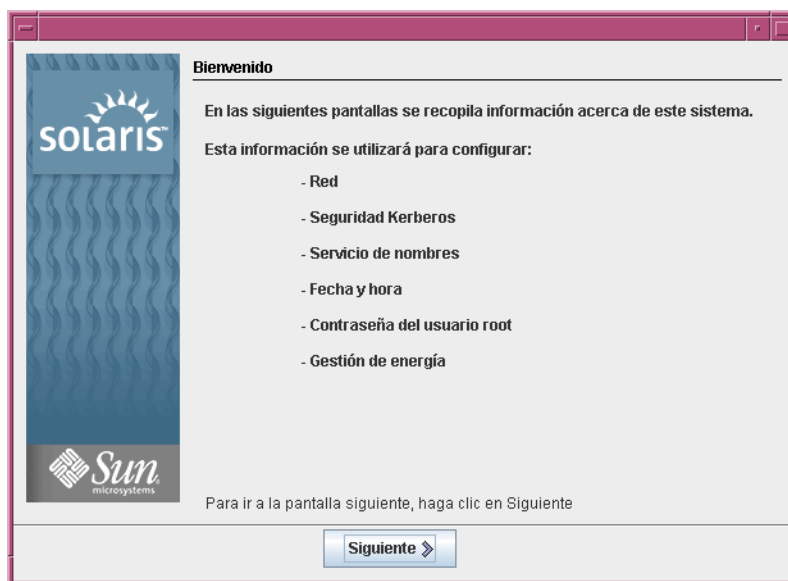 Bienvenido
solaris™
En las siguientes pantallas se recopila información acerca de este sistema.
Esta información se utilizará para configurar:
- Red
- Seguridad Kerberos
- Servicio de nombres
- Fecha y hora
- Contraseña del usuario root
- Gestión de energía
Sun
microsystems
Para ir a la pantalla siguiente, haga clic en Siguiente
Siguiente